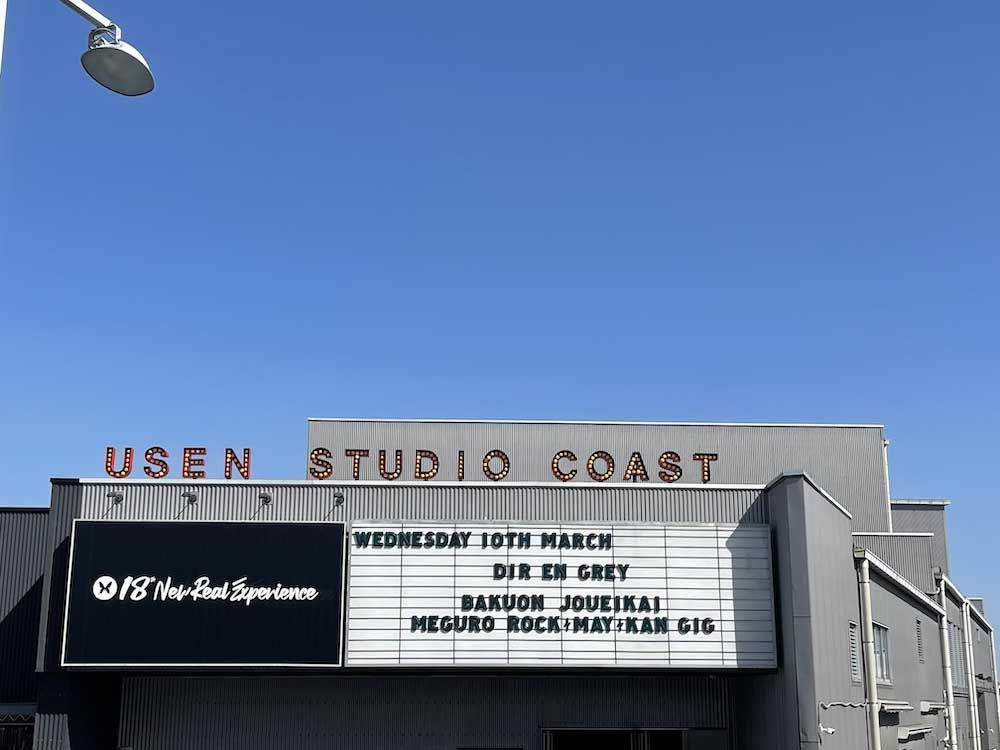 USEN STUDIO COAST
18th New Real Experience
WEDNESDAY 10TH MARCH
DIR EN GREY
BAKUON JOUEIKAI
MEGURO ROCK⚡MAY⚡KAN GIG